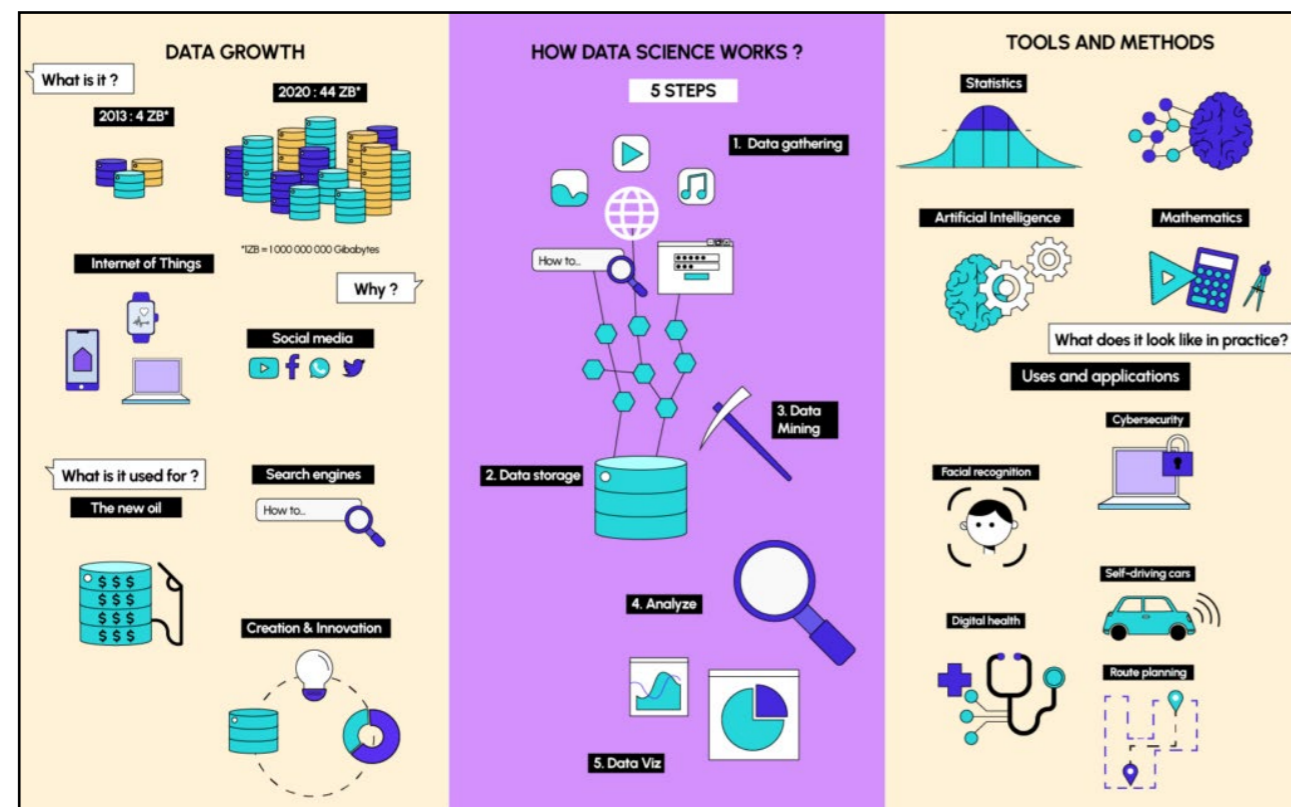 DATA GROWTH
What is it ?
2013 : 4 ZB*
2020 : 44 ZB*
*1ZB = 1 000 000 000 Gibabytes
Internet of Things
Why ?
Social media
What is it used for ?
The new oil
Search engines
How to...
$ $ $
$ $ $
$ $ $
$ $ $
Creation & Innovation
HOW DATA SCIENCE WORKS ?
5 STEPS
1. Data gathering
How to...
3. Data
Mining
2. Data storage
4. Analyze
5. Data Viz
TOOLS AND METHODS
Statistics
Artificial Intelligence
Mathematics
What does it look like in practice?
Uses and applications
Cybersecurity
Facial recognition
Self-driving cars
Digital health
Route planning